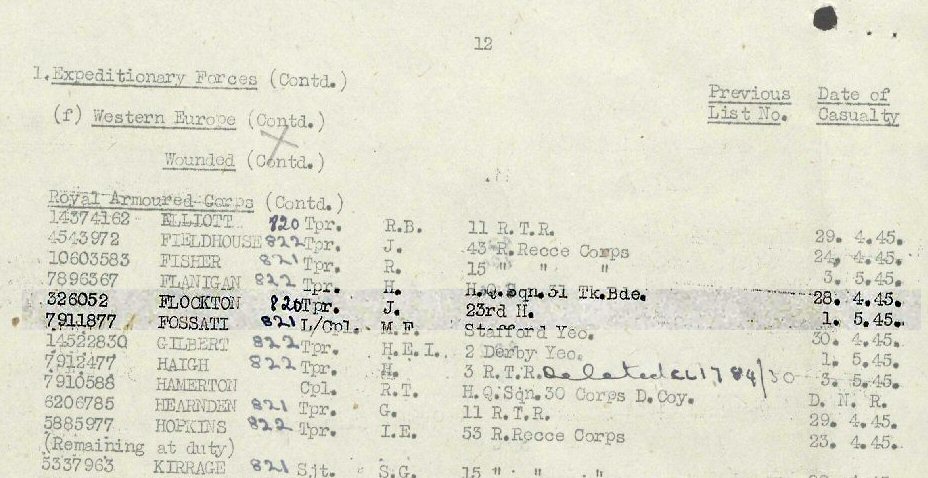 12
1. Expeditionary Forces (Contd.)
Previous List No. Date of Casualty
(f) Western Europe (Contd.)
Wounded (Contd.)
Royal Armoured Corps (Contd.)
14374162 ELLIOTT 820 Tpr. R.B. 11 R.T.R. 29. 4.45.
4543972 FIELDHOUSE 822 Tpr. J. 43 R.Recce Corps 24. 4.45.
10603583 FISHER 821 Tpr. R. 15 " " " 3. 5.45.
7896367 FLANIGAN 822 Tpr. H. H.Q.Sqn.31 Tk.Bde. 28. 4.45.
326052 FLOCKTON 820 Tpr. J. 23rd H. 1. 5.45.
7911877 FOSSATI 821 L/Cpl. M.F. Stafford Yeo. 30. 4.45.
14522830 GILBERT 822 Tpr. H.E.I. 2 Derby Yeo. 1. 5.45.
7912477 HAIGH 822 Tpr. H. 3 R.T.R. Deleted CL 1784/30 3. 5.45.
7910588 HAMERTON Cpl. R.T. H.Q.Sqn.30 Corps D.Coy. D. N. R.
6206785 HEARNDEN 821 Tpr. G. 11 R.T.R. 29. 4.45.
5885977 HOPKINS 822 Tpr. I.E. 53 R.Recce Corps 23. 4.45.
(Remaining at duty)
5337963 KIRRAGE 821 Sjt. S.G. 15 " " "